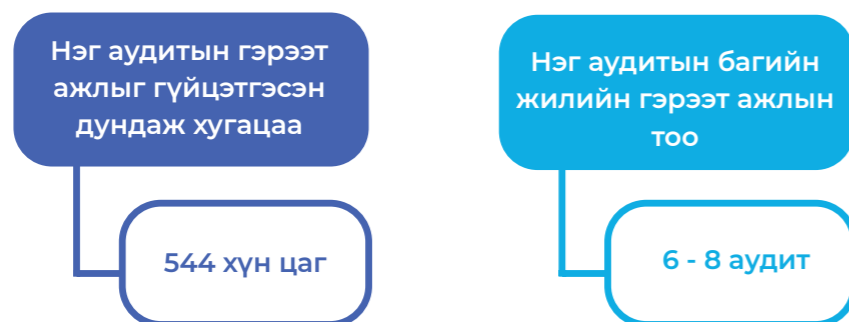 Нэг аудитын гэрээт
ажлыг гүйцэтгэсэн
дундаж хугацаа
544 хүн цаг
Нэг аудитын багийн
жилийн гэрээт ажлын
тоо
6 - 8 аудит